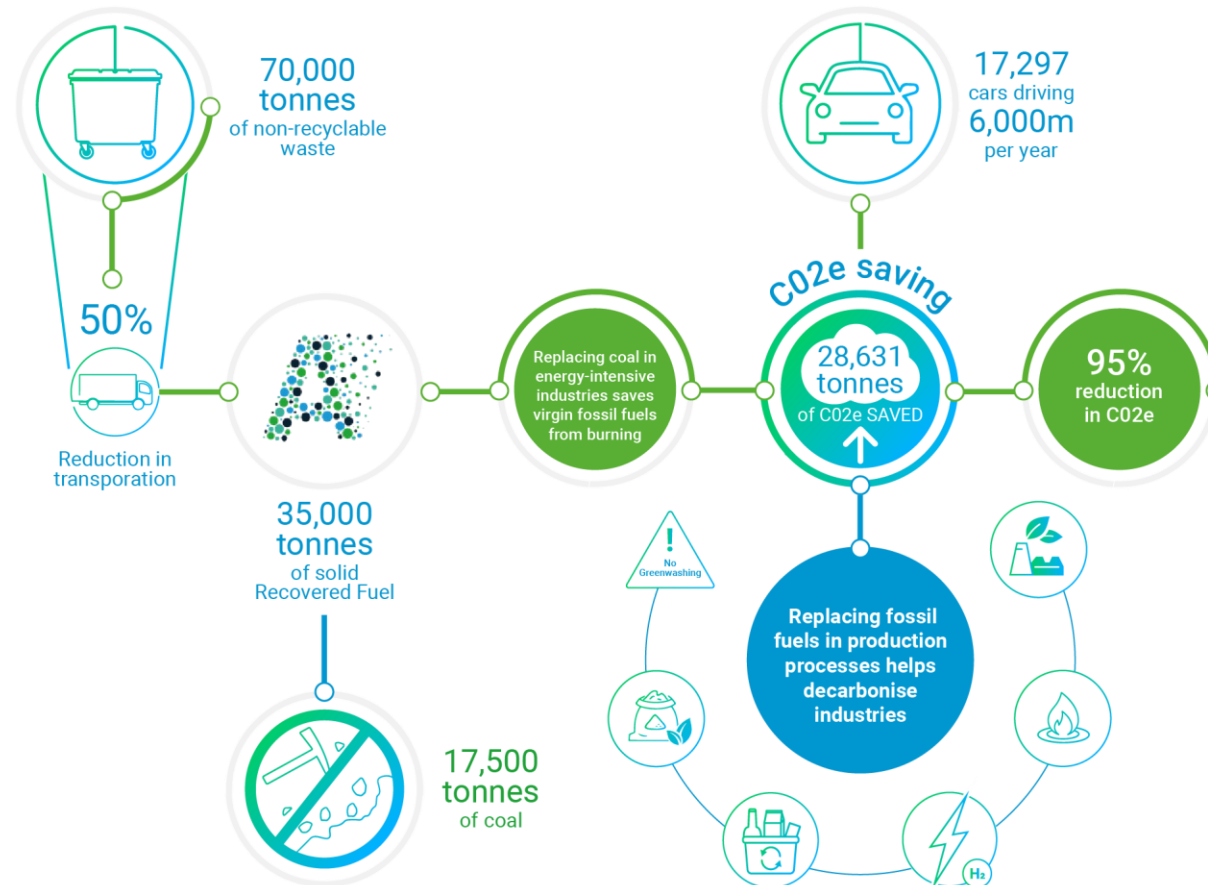 70,000
tonnes
of non-recyclable
waste
50%
Reduction in
transporation
35,000
tonnes
of solid
Recovered Fuel
17,500
tonnes
of coal
Replacing coal in
energy-intensive
industries saves
virgin fossil fuels
from burning
17,297
cars driving
6,000m
per year
C02e saving
28,631
tonnes
of C02e SAVED
95%
reduction
in C02e
!
No
Greenwashing
Replacing fossil
fuels in production
processes helps
decarbonise
industries
H₂